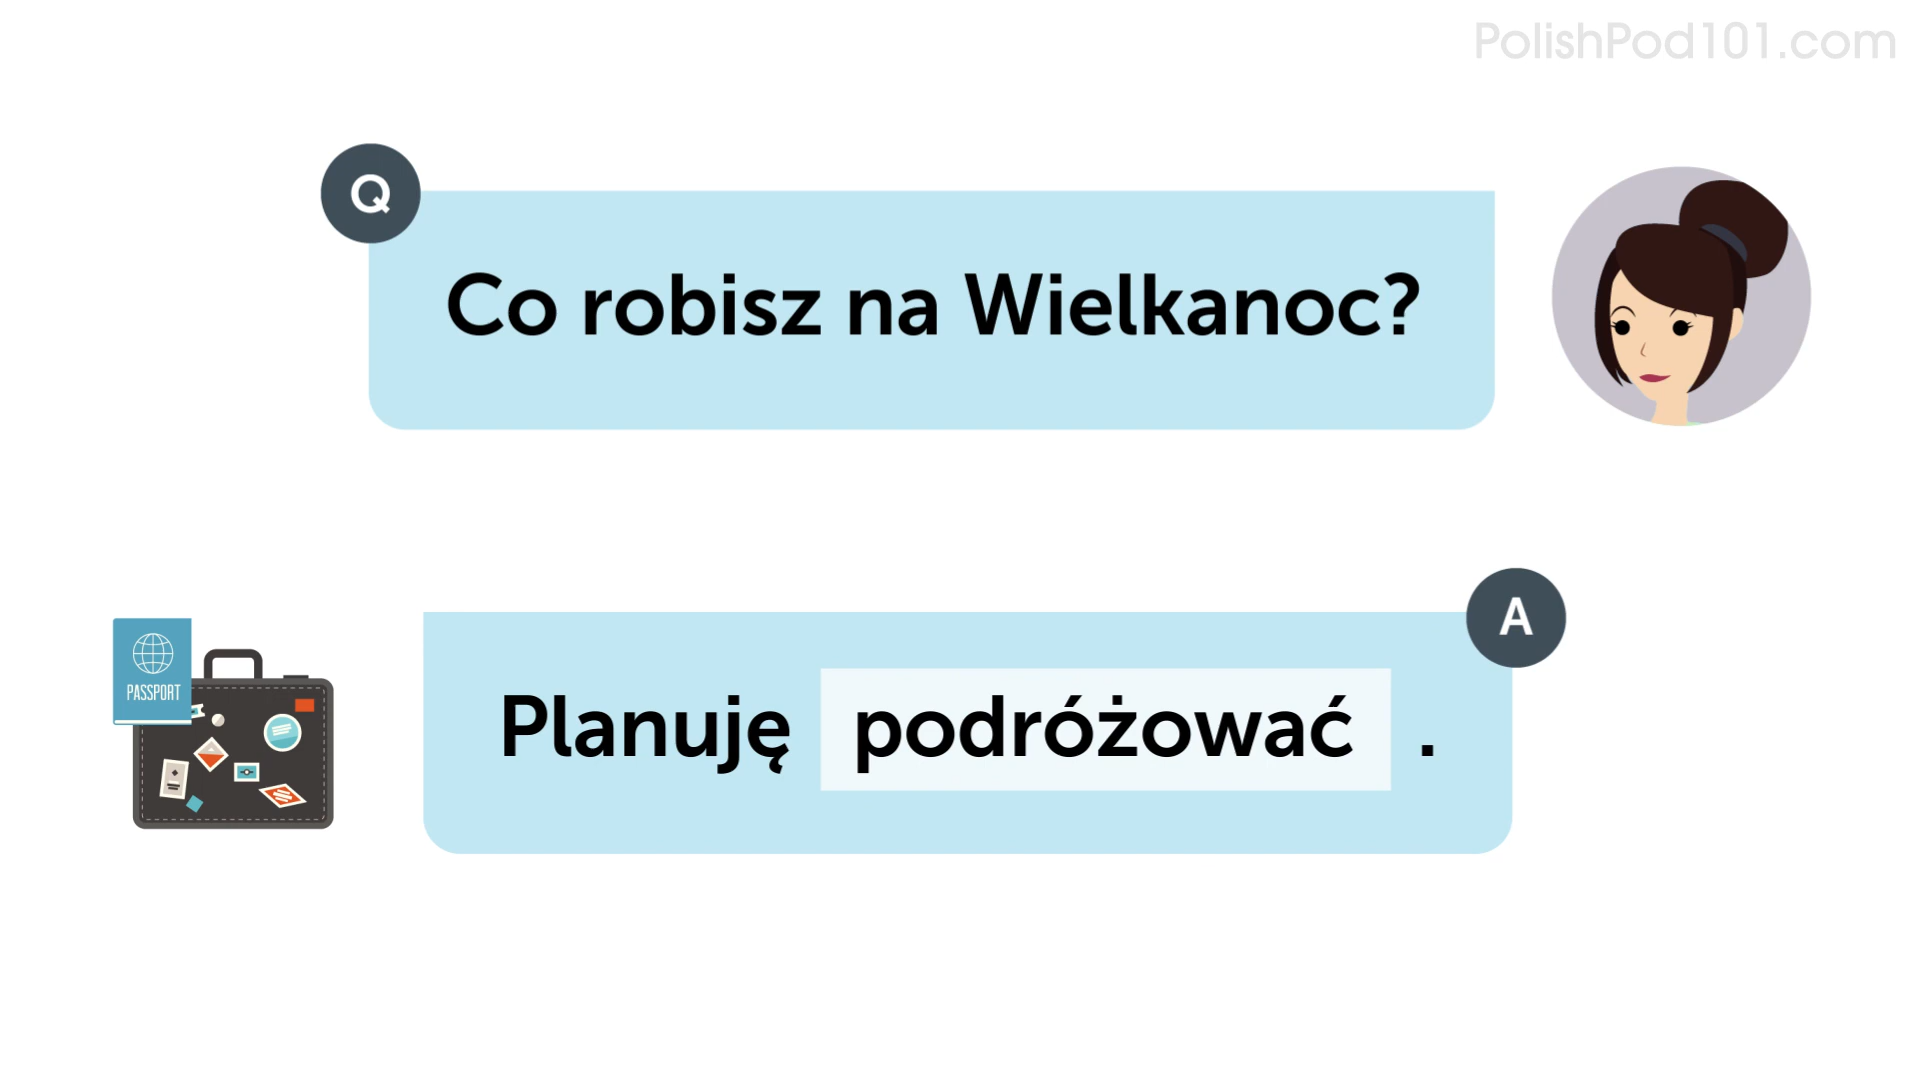 PolishPod101.com
Q
Co robisz na Wielkanoc?
A
PASSPORT
Planuję podróżować .